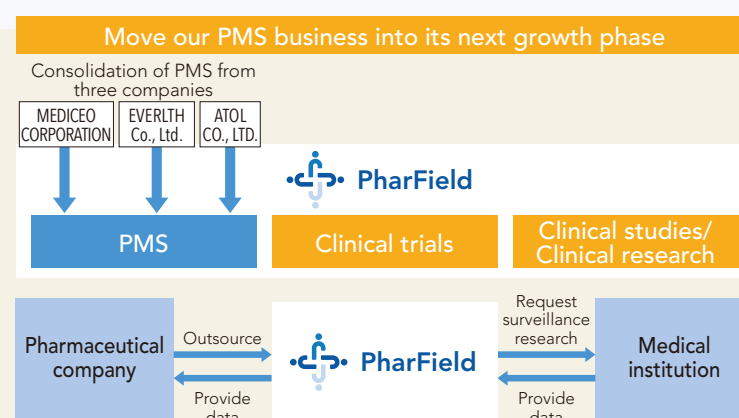 Move our PMS business into its next growth phase
Consolidation of PMS from
three companies
MEDICEO
CORPORATION
EVERLTH
Co., Ltd.
ATOL
CO., LTD.
PharField
PMS
Clinical trials
Clinical studies/
Clinical research
Pharmaceutical
company
Outsource
Provide
data
PharField
Request
surveillance
research
Provide
data
Medical
institution